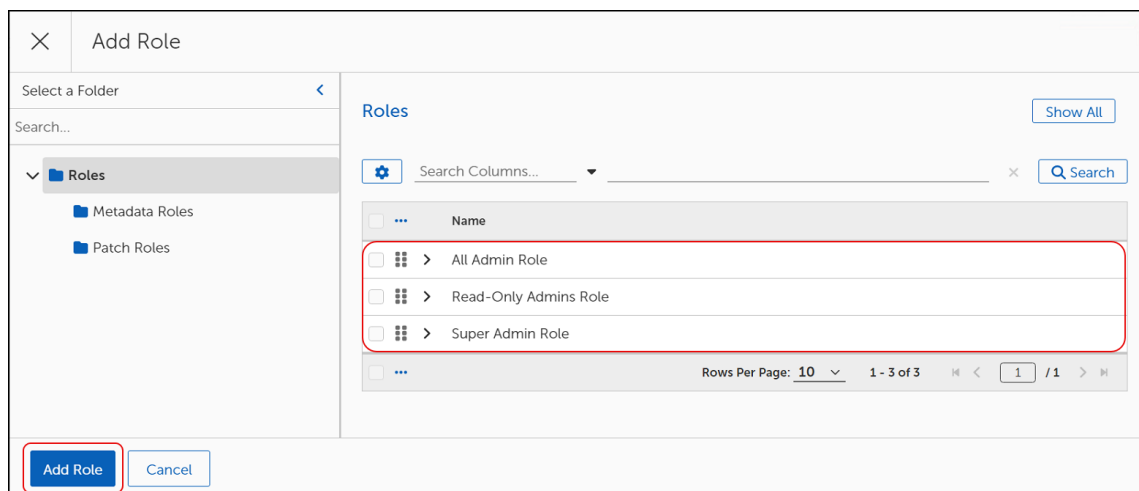 Add Role
Select a Folder
Search...
Roles
Metadata Roles
Patch Roles
Roles
Show All
Search Columns...
Search
Name
All Admin Role
Read-Only Admins Role
Super Admin Role
Rows Per Page: 10 1 - 3 of 3 1 / 1
Add Role
Cancel